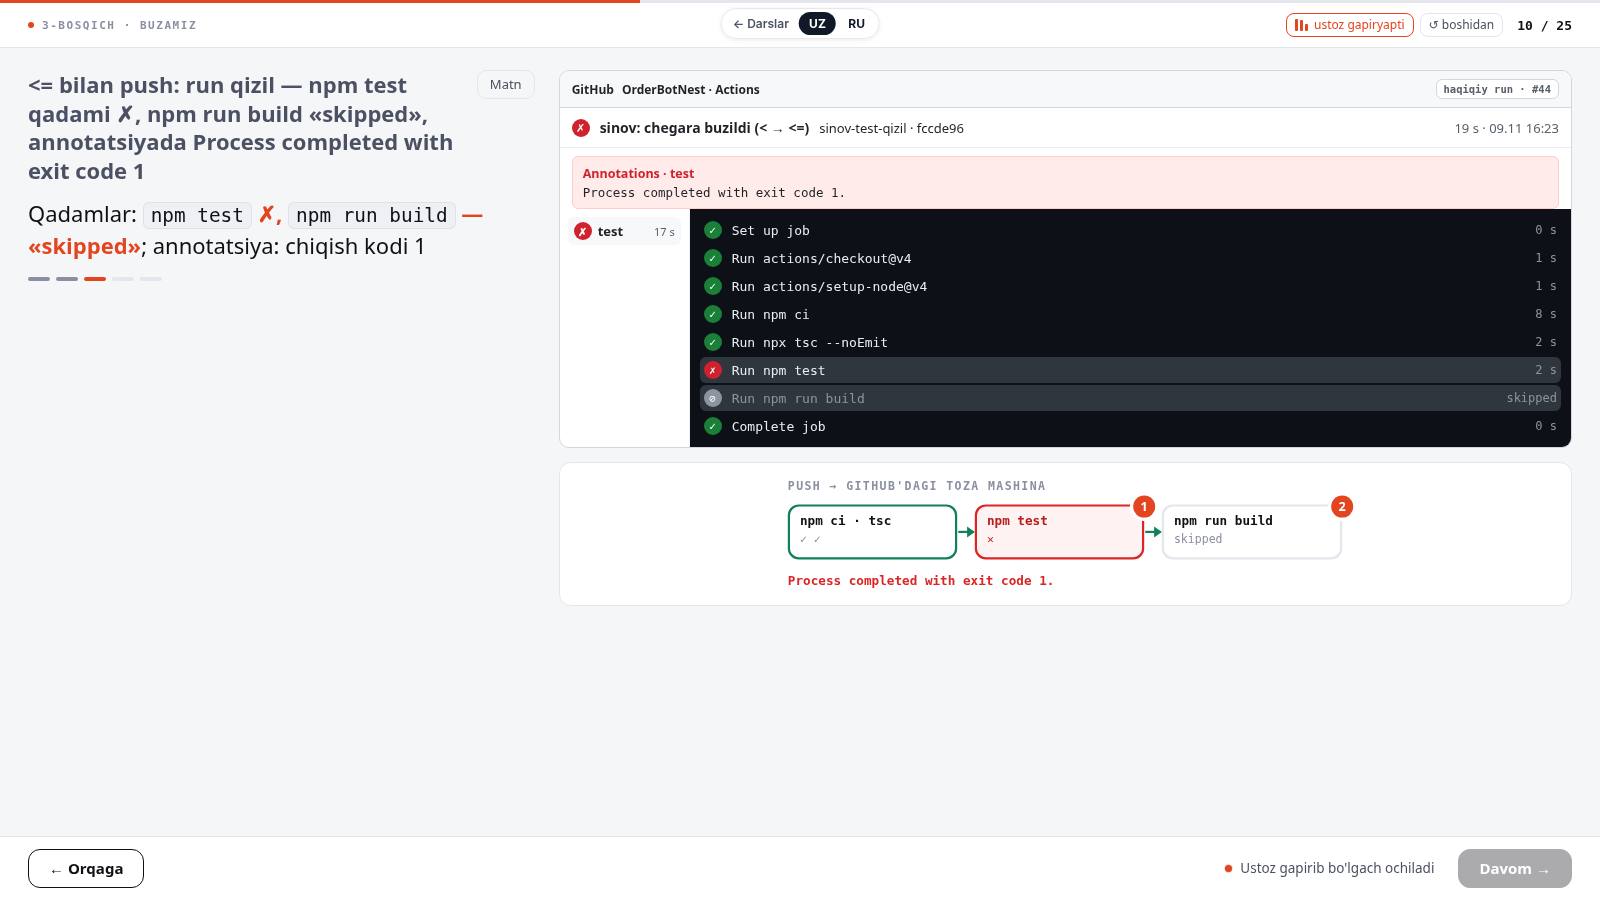 3-BOSQICH · BUZAMIZ
← Darslar UZ RU
ustoz gapiryapti ↺ boshidan 10 / 25
<= bilan push: run qizil — npm test
qadami ✗, npm run build «skipped»,
annotatsiyada Process completed with
exit code 1
Matn
Qadamlar: npm test ✗, npm run build —
«skipped»; annotatsiya: chiqish kodi 1
GitHub OrderBotNest · Actions haqiqiy run · #44
✗ sinov: chegara buzildi (< → <=) sinov-test-qizil · fccde96 19 s · 09.11 16:23
Annotations · test
Process completed with exit code 1.
✗ test 17 s
✓ Set up job 0 s
✓ Run actions/checkout@v4 1 s
✓ Run actions/setup-node@v4 1 s
✓ Run npm ci 8 s
✓ Run npx tsc --noEmit 2 s
✗ Run npm test 2 s
⊘ Run npm run build skipped
✓ Complete job 0 s
PUSH → GITHUB'DAGI TOZA MASHINA
npm ci · tsc
✓ ✓
npm test
✕
1
npm run build
skipped
2
Process completed with exit code 1.
← Orqaga
Ustoz gapirib bo'lgach ochiladi
Davom →